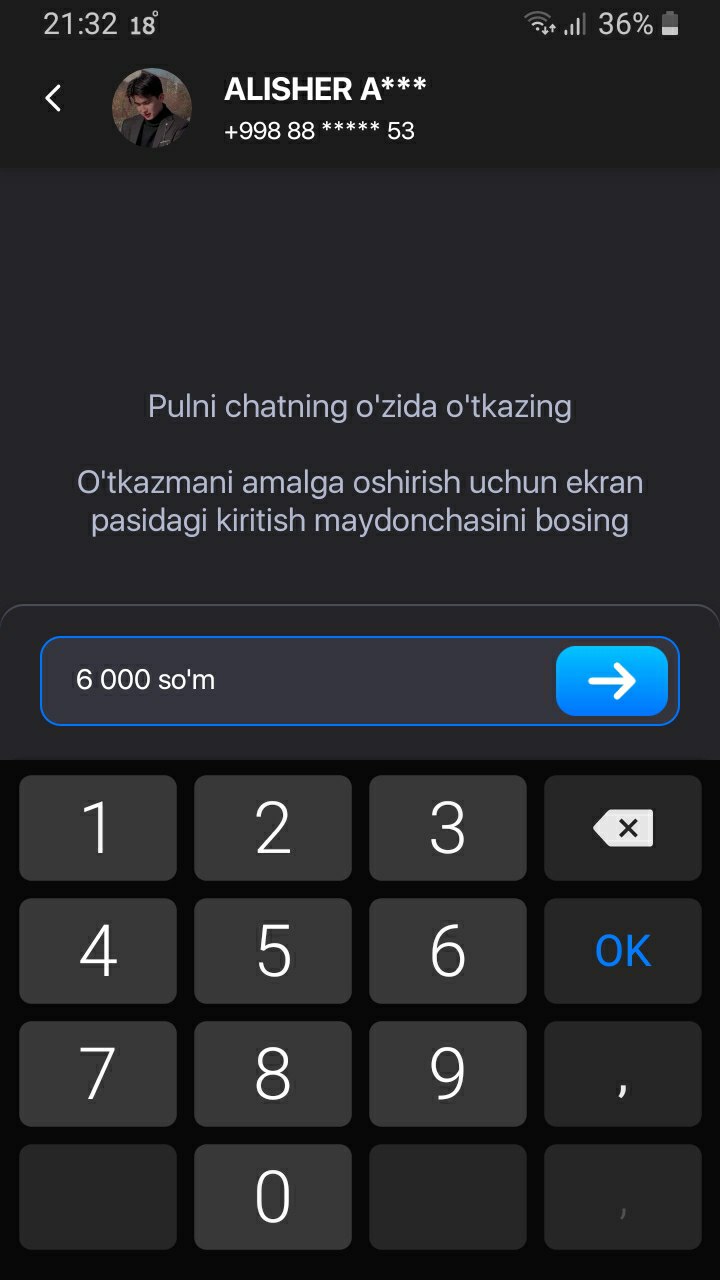 21:32 18° 36%
ALISHER A***
+998 88 ***** 53
Pulni chatning o'zida o'tkazing
O'tkazmani amalga oshirish uchun ekran
pasidagi kiritish maydonchasini bosing
6 000 so'm
1 2 3
4 5 6 OK
7 8 9 ,
0 ,